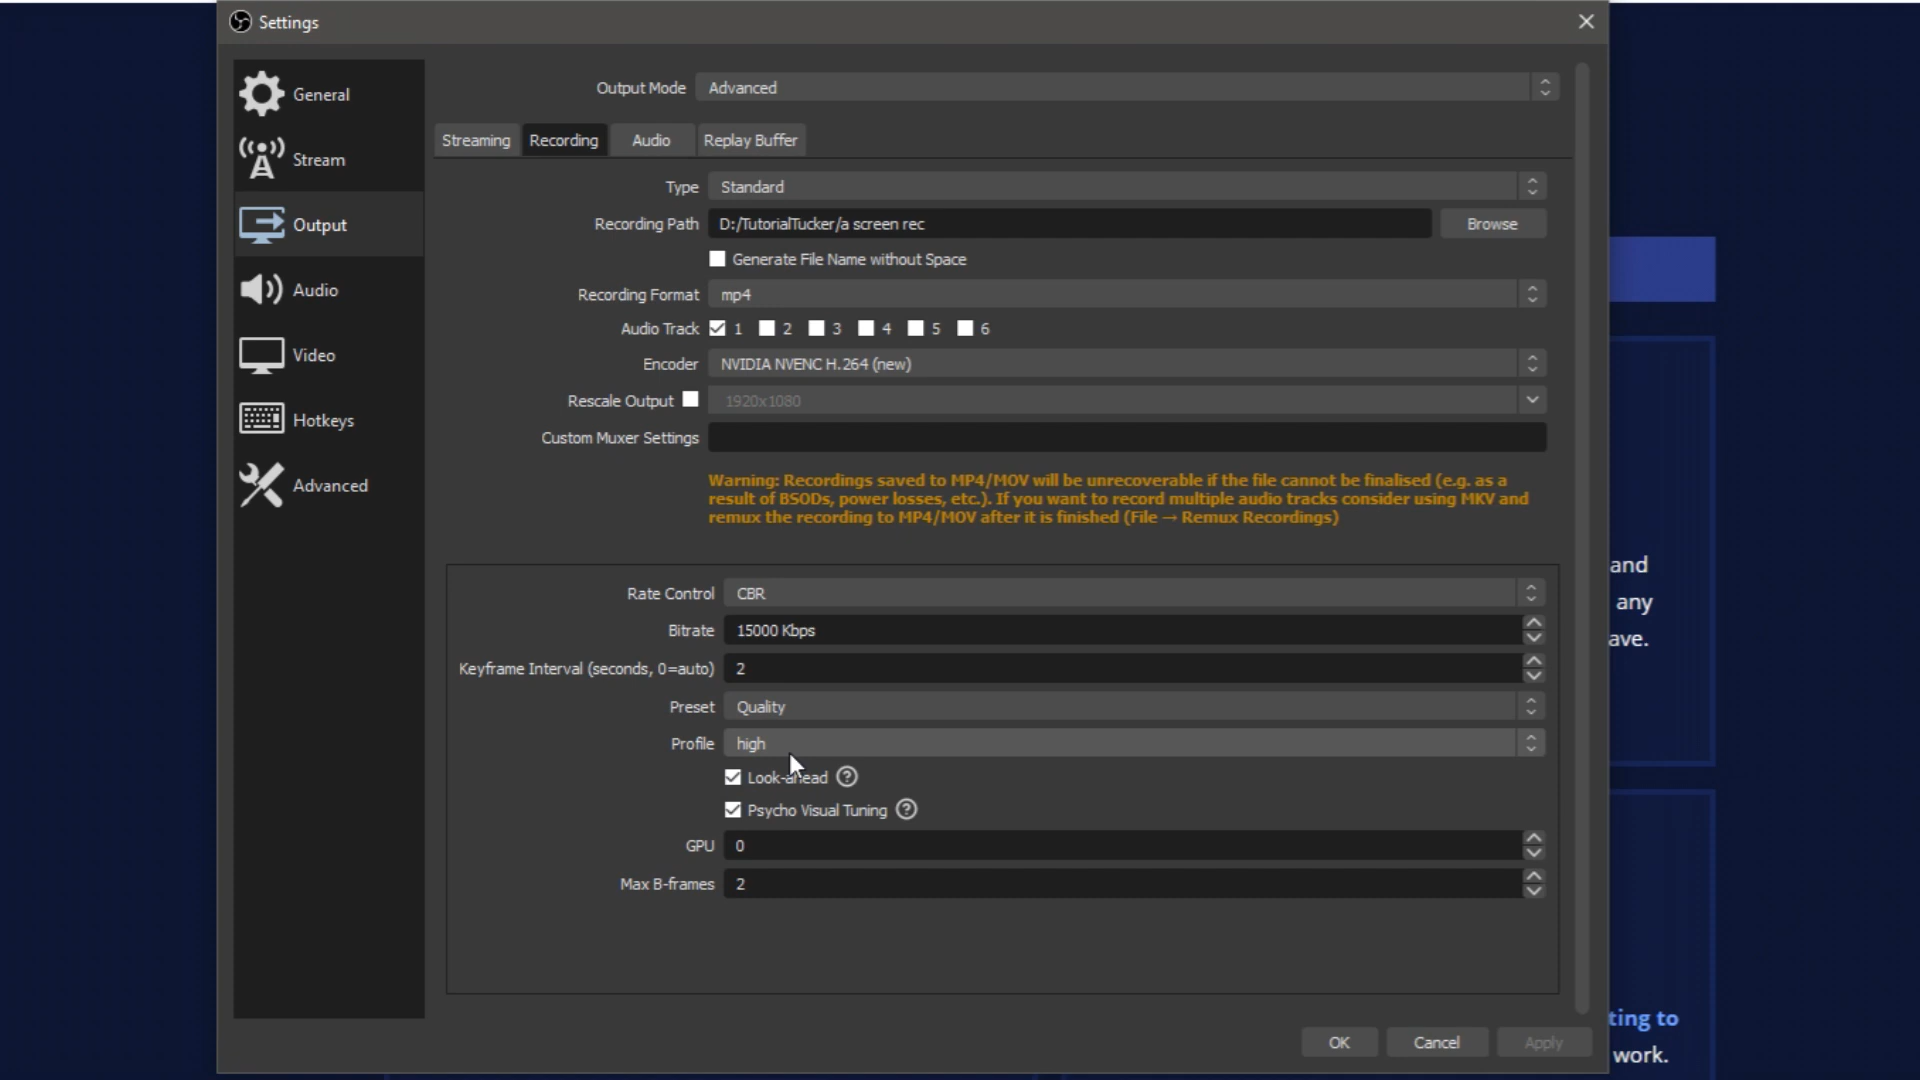 Settings
General
Stream
Output
Audio
Video
Hotkeys
Advanced
Output Mode Advanced
Streaming Recording Audio Replay Buffer
Type Standard
Recording Path D:/TutorialTucker/a screen rec Browse
Generate File Name without Space
Recording Format mp4
Audio Track 1 2 3 4 5 6
Encoder NVIDIA NVENC H.264 (new)
Rescale Output 1920x1080
Custom Muxer Settings
Warning: Recordings saved to MP4/MOV will be unrecoverable if the file cannot be finalised (e.g. as a
result of BSODs, power losses, etc.). If you want to record multiple audio tracks consider using MKV and
remux the recording to MP4/MOV after it is finished (File → Remux Recordings)
Rate Control CBR
Bitrate 15000 Kbps
Keyframe Interval (seconds, 0=auto) 2
Preset Quality
Profile high
Look-ahead ?
Psycho Visual Tuning ?
GPU 0
Max B-frames 2
OK Cancel Apply
and
any
ave.
ting to
work.